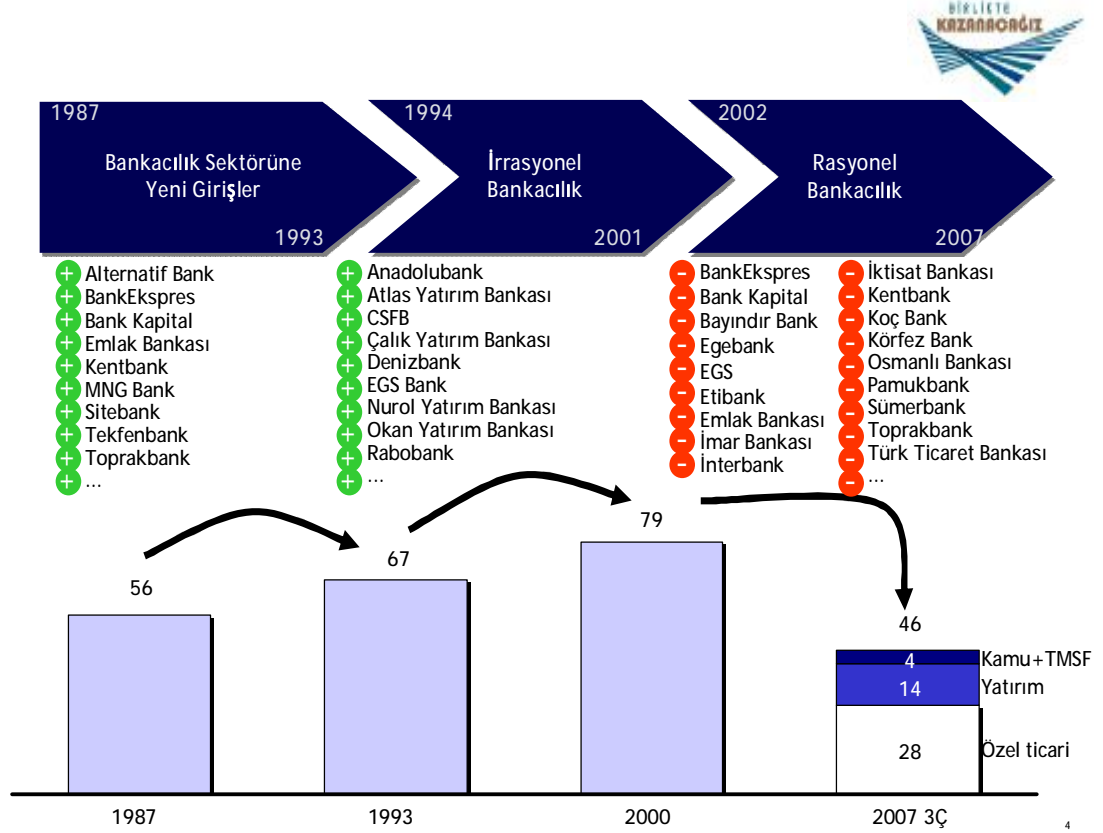 BİRLİKTE
KAZANACAĞIZ
1987
Bankacılık Sektörüne
Yeni Girişler
1993
1994
İrrasyonel
Bankacılık
2001
2002
Rasyonel
Bankacılık
2007
+ Alternatif Bank
+ BankEkspres
+ Bank Kapital
+ Emlak Bankası
+ Kentbank
+ MNG Bank
+ Sitebank
+ Tekfenbank
+ Toprakbank
+ ...
+ Anadolubank
+ Atlas Yatırım Bankası
+ CSFB
+ Çalık Yatırım Bankası
+ Denizbank
+ EGS Bank
+ Nurol Yatırım Bankası
+ Okan Yatırım Bankası
+ Rabobank
+ ...
- BankEkspres
- Bank Kapital
- Bayındır Bank
- Egebank
- EGS
- Etibank
- Emlak Bankası
- İmar Bankası
- İnterbank
- İktisat Bankası
- Kentbank
- Koç Bank
- Körfez Bank
- Osmanlı Bankası
- Pamukbank
- Sümerbank
- Toprakbank
- Türk Ticaret Bankası
- ...
56
67
79
46
4 Kamu+TMSF
14 Yatırım
28 Özel ticari
1987
1993
2000
2007 3Ç
4